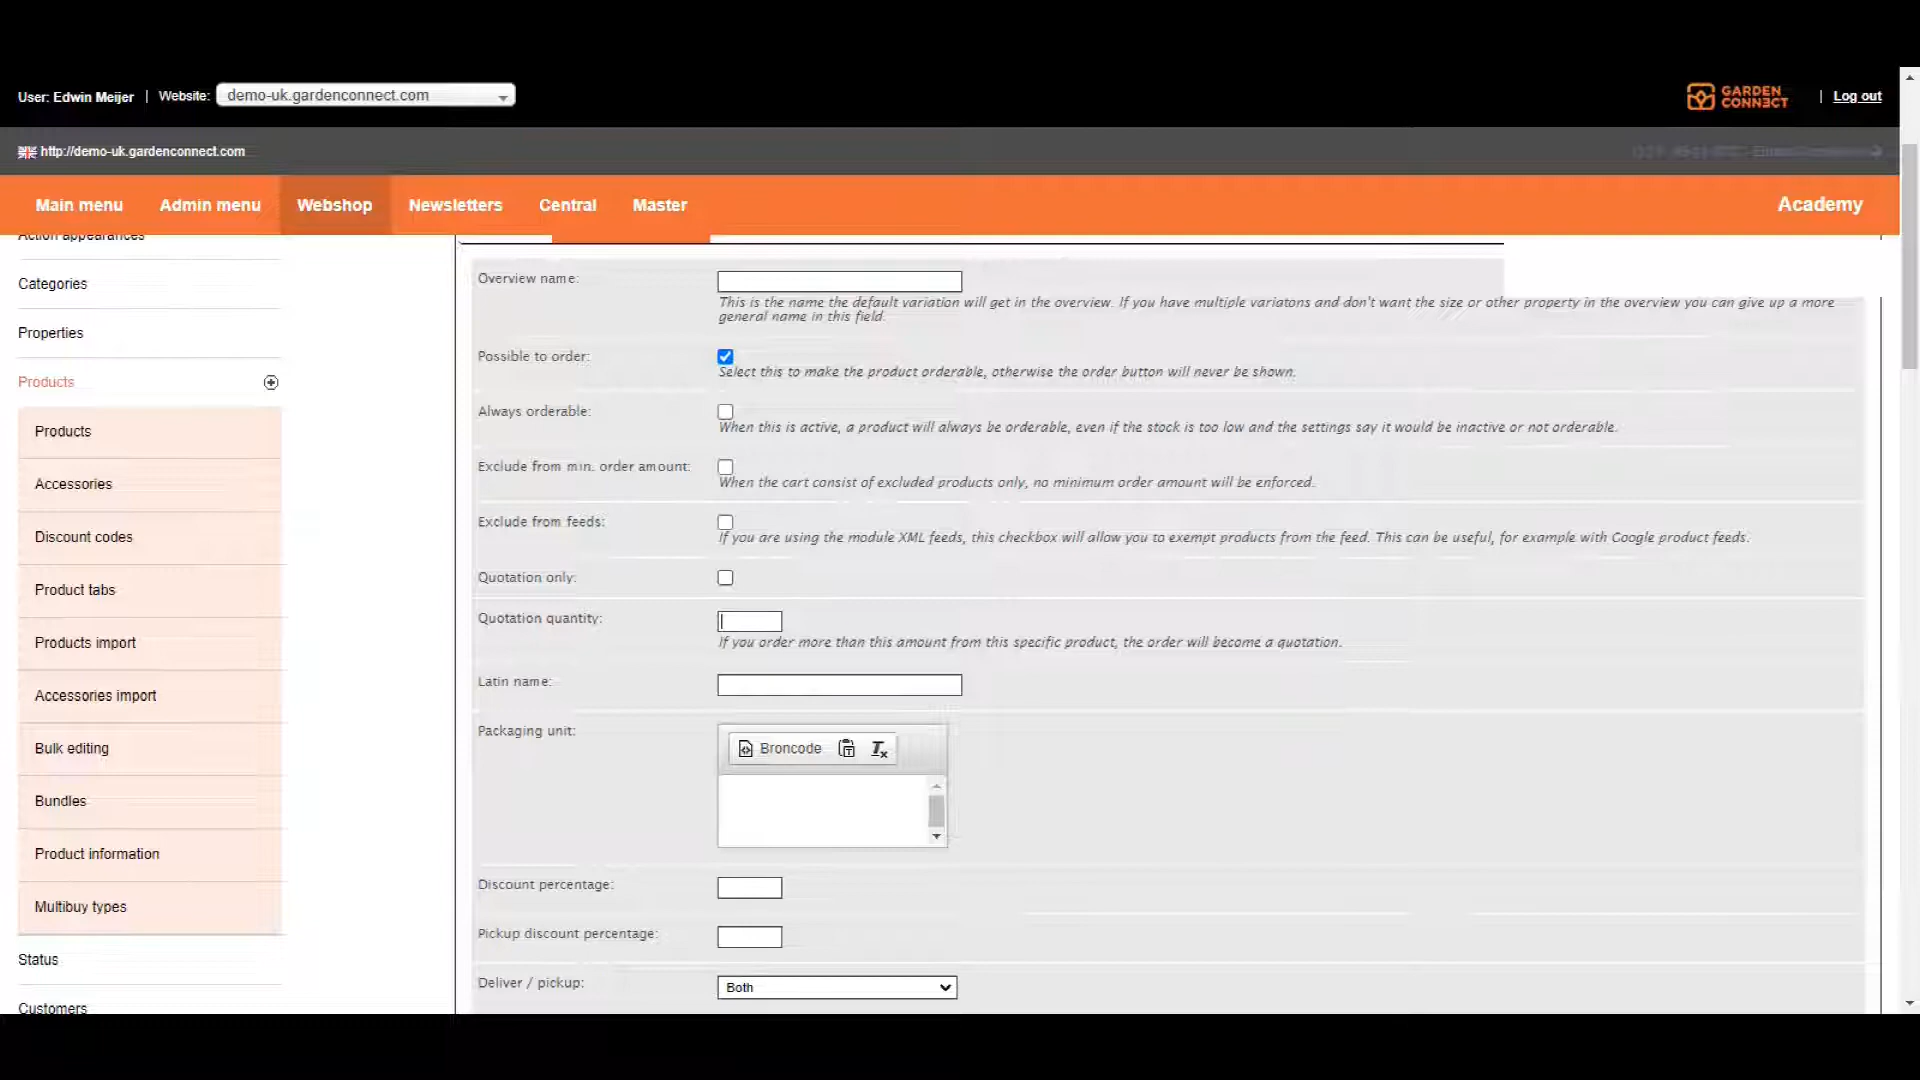 User: Edwin Meijer | Website: demo-uk.gardenconnect.com
GARDEN CONNECT | Log out
http://demo-uk.gardenconnect.com
Main menu Admin menu Webshop Newsletters Central Master Academy
Action appearances
Categories
Properties
Products
Products
Accessories
Discount codes
Product tabs
Products import
Accessories import
Bulk editing
Bundles
Product information
Multibuy types
Status
Customers
Overview name:
This is the name the default variation will get in the overview. If you have multiple variatons and don't want the size or other property in the overview you can give up a more
general name in this field.
Possible to order:
Select this to make the product orderable, otherwise the order button will never be shown.
Always orderable:
When this is active, a product will always be orderable, even if the stock is too low and the settings say it would be inactive or not orderable.
Exclude from min. order amount:
When the cart consist of excluded products only, no minimum order amount will be enforced.
Exclude from feeds:
If you are using the module XML feeds, this checkbox will allow you to exempt products from the feed. This can be useful, for example with Google product feeds.
Quotation only:
Quotation quantity:
If you order more than this amount from this specific product, the order will become a quotation.
Latin name:
Packaging unit:
Broncode
Discount percentage:
Pickup discount percentage:
Deliver / pickup: Both